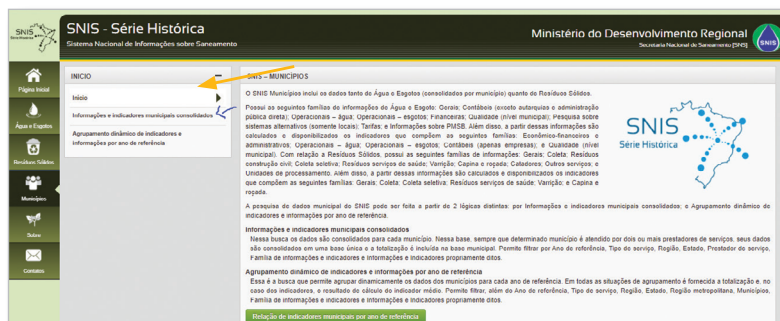 SNIS
Série Histórica
SNIS - Série Histórica
Sistema Nacional de Informações sobre Saneamento
Ministério do Desenvolvimento Regional
Secretaria Nacional de Saneamento [SNS]
SNIS
Página Inicial
Água e Esgotos
Resíduos Sólidos
Municípios
Sobre
Contatos
INICIO
Início
Informações e indicadores municipais consolidados
Agrupamento dinâmico de indicadores e
informações por ano de referência
SNIS - MUNICÍPIOS
O SNIS Municípios inclui os dados tanto de Água e Esgotos (consolidados por município) quanto de Resíduos Sólidos.
Possui as seguintes famílias de informações de Água e Esgoto: Gerais; Contábeis (exceto autarquias e administração
pública direta); Operacionais – água; Operacionais – esgotos; Financeiras; Qualidade (nível municipal); Pesquisa sobre
sistemas alternativos (somente locais); Tarifas; e Informações sobre PMSB. Além disso, a partir dessas informações são
calculados e disponibilizados os indicadores que compõem as seguintes famílias: Econômico-financeiros e
administrativos; Operacionais – água; Operacionais – esgotos; Contábeis (apenas empresas); e Qualidade (nível
municipal). Com relação a Resíduos Sólidos, possui as seguintes famílias de informações: Gerais; Coleta; Resíduos
construção civil; Coleta seletiva; Resíduos serviços de saúde; Varrição; Capina e roçada; Catadores; Outros serviços; e
Unidades de processamento. Além disso, a partir dessas informações são calculados e disponibilizados os indicadores
que compõem as seguintes famílias: Gerais; Coleta; Coleta seletiva; Resíduos serviços de saúde; Varrição; e Capina e
roçada.
SNIS
Série Histórica
A pesquisa de dados municipal do SNIS pode ser feita a partir de 2 lógicas distintas: por Informações e indicadores municipais consolidados; e Agrupamento dinâmico de
indicadores e informações por ano de referência.
Informações e indicadores municipais consolidados
Nessa busca os dados são consolidados para cada município. Nessa base, sempre que determinado município é atendido por dois ou mais prestadores de serviços, seus dados
são consolidados em uma base única e a totalização é incluída na base municipal. Permite filtrar por Ano de referência, Tipo de serviço, Região, Estado, Prestador do serviço,
Família de informações e indicadores e Informações e indicadores propriamente ditos.
Agrupamento dinâmico de indicadores e informações por ano de referência
Essa é a busca que permite agrupar dinamicamente os dados dos municípios para cada ano de referência. Em todas as situações de agrupamento é fornecida a totalização e, no
caso dos indicadores, o resultado do cálculo do indicador médio. Permite filtrar, além do Ano de referência, Tipo de serviço, Região, Estado, Região metropolitana, Municípios,
Família de informações e indicadores e Informações e indicadores propriamente ditos.
Relação de indicadores municipais por ano de referência